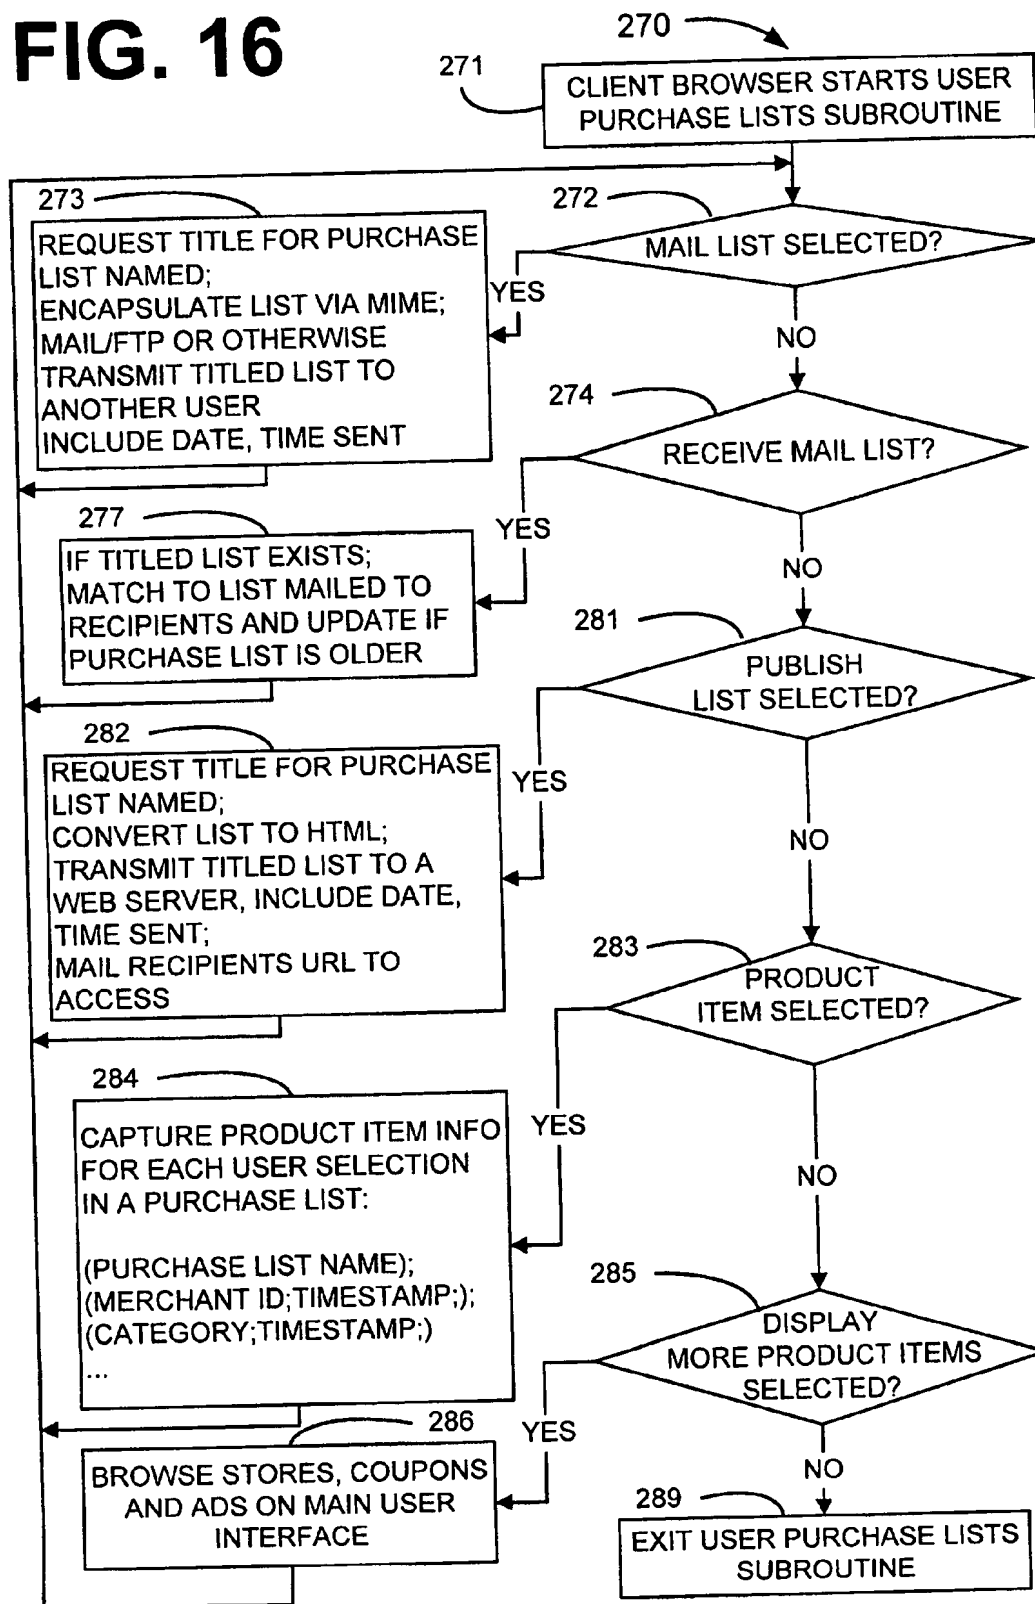 FIG. 16
270
271
CLIENT BROWSER STARTS USER
PURCHASE LISTS SUBROUTINE
272
MAIL LIST SELECTED?
YES
NO
273
REQUEST TITLE FOR PURCHASE
LIST NAMED;
ENCAPSULATE LIST VIA MIME;
MAIL/FTP OR OTHERWISE
TRANSMIT TITLED LIST TO
ANOTHER USER
INCLUDE DATE, TIME SENT
274
RECEIVE MAIL LIST?
YES
NO
277
IF TITLED LIST EXISTS;
MATCH TO LIST MAILED TO
RECIPIENTS AND UPDATE IF
PURCHASE LIST IS OLDER
281
PUBLISH
LIST SELECTED?
YES
NO
282
REQUEST TITLE FOR PURCHASE
LIST NAMED;
CONVERT LIST TO HTML;
TRANSMIT TITLED LIST TO A
WEB SERVER, INCLUDE DATE,
TIME SENT;
MAIL RECIPIENTS URL TO
ACCESS
283
PRODUCT
ITEM SELECTED?
YES
NO
284
CAPTURE PRODUCT ITEM INFO
FOR EACH USER SELECTION
IN A PURCHASE LIST:
(PURCHASE LIST NAME);
(MERCHANT ID;TIMESTAMP;);
(CATEGORY;TIMESTAMP;)
...
285
DISPLAY
MORE PRODUCT ITEMS
SELECTED?
YES
NO
286
BROWSE STORES, COUPONS
AND ADS ON MAIN USER
INTERFACE
289
EXIT USER PURCHASE LISTS
SUBROUTINE